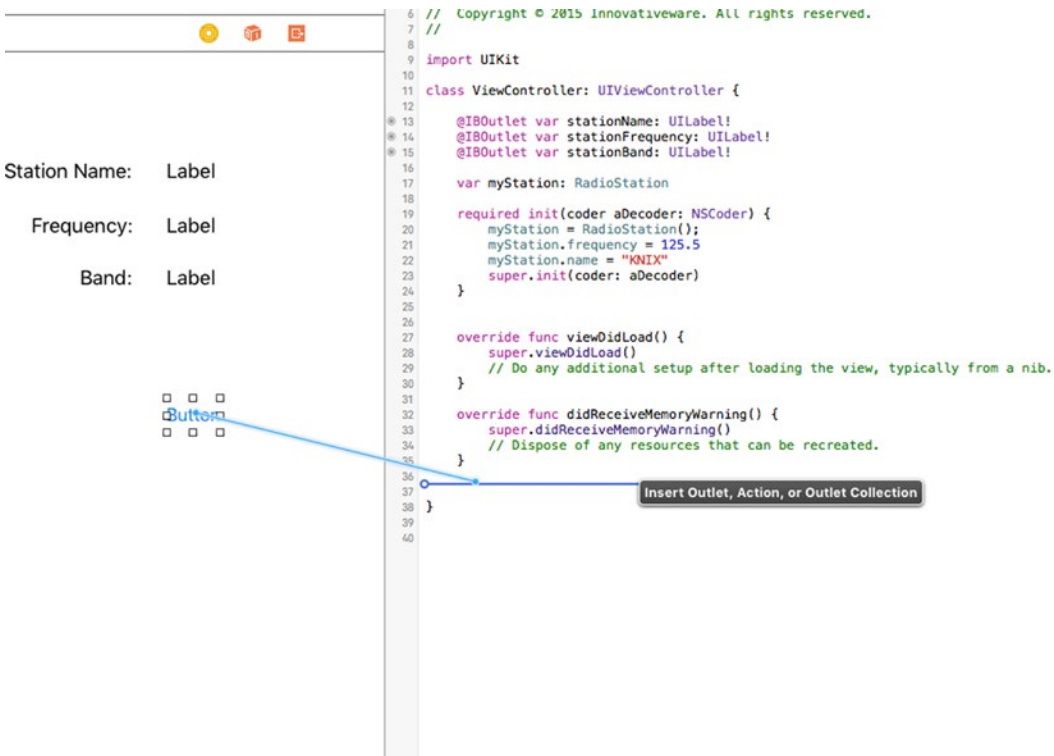 Station Name: Label
Frequency: Label
Band: Label
Button
6 // Copyright © 2015 Innovativeware. All rights reserved.
7 //
8
9 import UIKit
10
11 class ViewController: UIViewController {
12
13 @IBOutlet var stationName: UILabel!
14 @IBOutlet var stationFrequency: UILabel!
15 @IBOutlet var stationBand: UILabel!
16
17 var myStation: RadioStation
18
19 required init(coder aDecoder: NSCoder) {
20 myStation = RadioStation();
21 myStation.frequency = 125.5
22 myStation.name = "KNIX"
23 super.init(coder: aDecoder)
24 }
25
26
27 override func viewDidLoad() {
28 super.viewDidLoad()
29 // Do any additional setup after loading the view, typically from a nib.
30 }
31
32 override func didReceiveMemoryWarning() {
33 super.didReceiveMemoryWarning()
34 // Dispose of any resources that can be recreated.
35 }
36
37 Insert Outlet, Action, or Outlet Collection
38 }
39
40